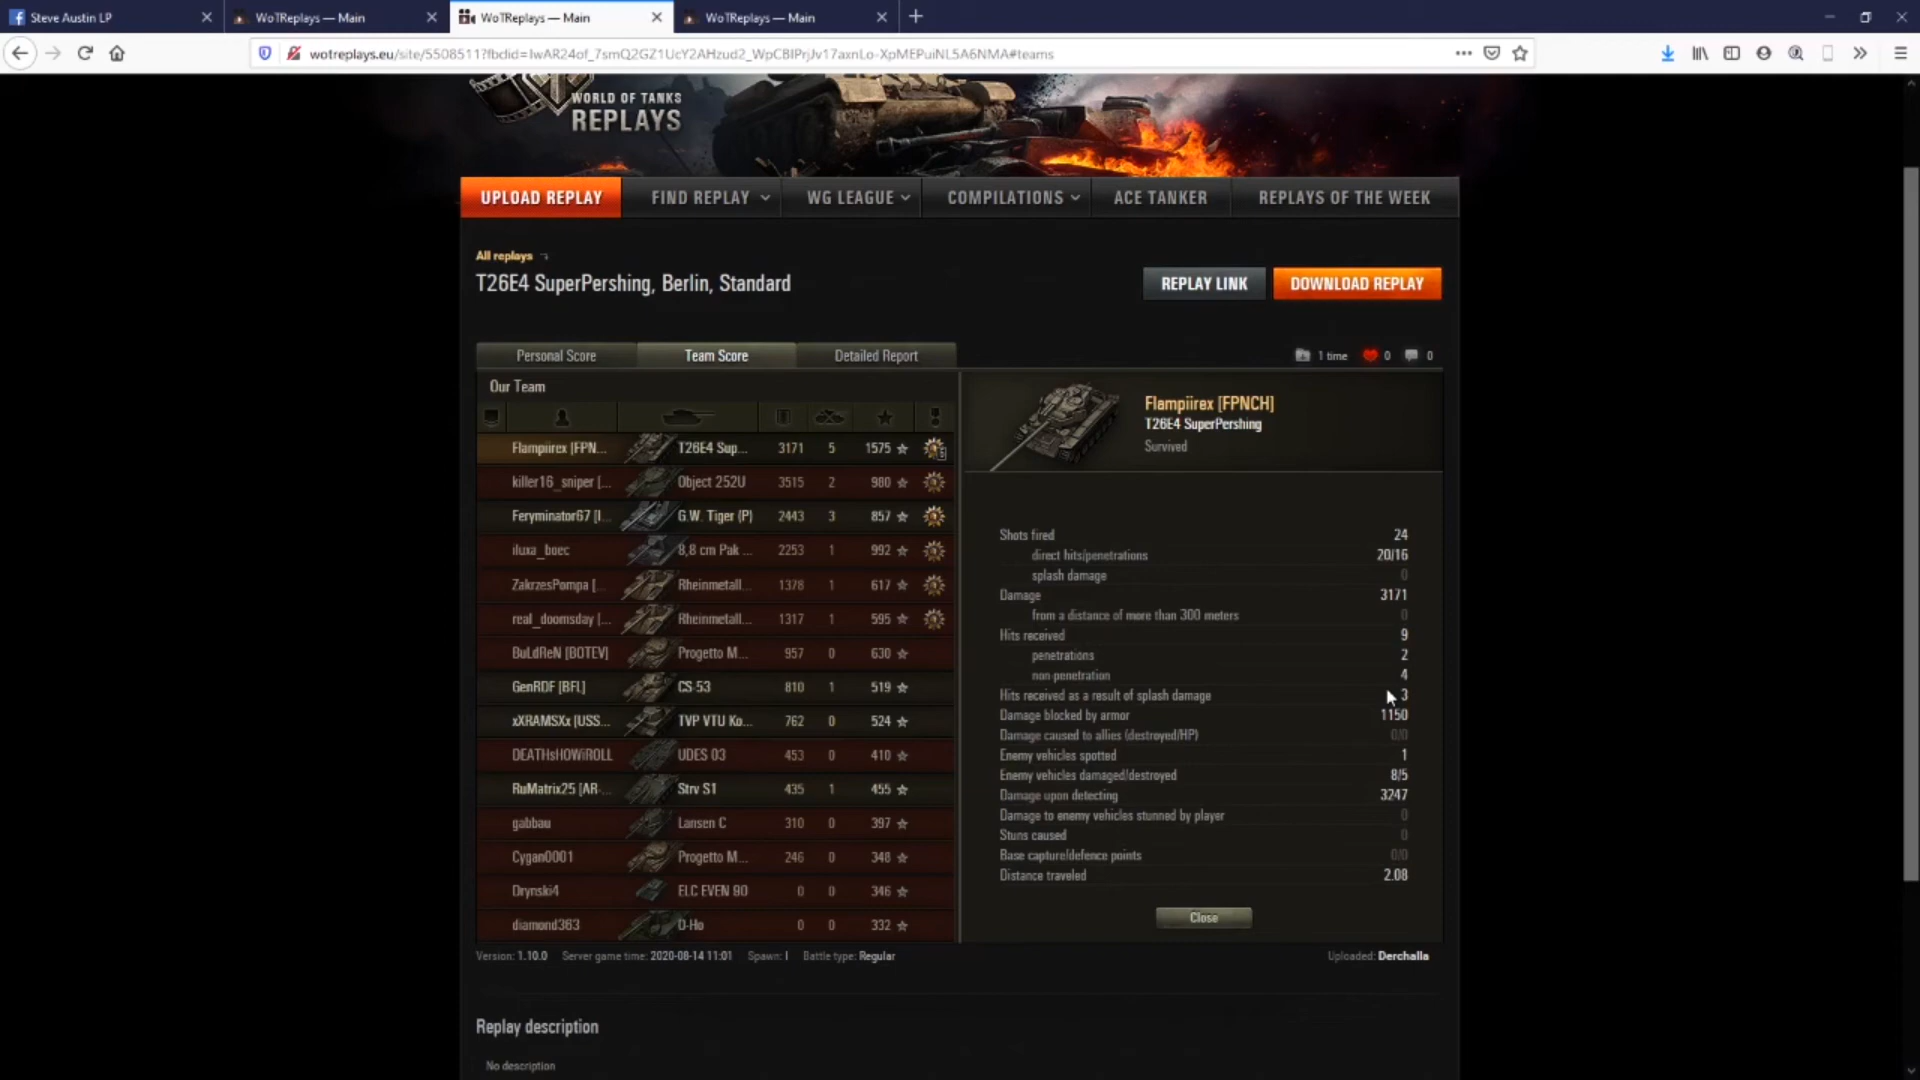 Steve Austin LP
WoTReplays — Main
WoTReplays — Main
WoTReplays — Main
wotreplays.eu/site/5508511?fbclid=IwAR24of_7smQ2GZ1UcY2AHzud2_WpCBIPrjJv17axnLo-XpMEPuiNL5A6NMA#teams
WORLD OF TANKS
REPLAYS
UPLOAD REPLAY FIND REPLAY WG LEAGUE COMPILATIONS ACE TANKER REPLAYS OF THE WEEK
All replays
T26E4 SuperPershing, Berlin, Standard
REPLAY LINK DOWNLOAD REPLAY
Personal Score Team Score Detailed Report
1 time 0 0
Our Team
Flampiirex [FPN... T26E4 Sup... 3171 5 1575
killer16_sniper [... Object 252U 3515 2 980
Feryminator67 [I... G.W. Tiger (P) 2443 3 857
iluxa_boec 8,8 cm Pak ... 2253 1 992
ZakrzesPompa [... Rheinmetall... 1378 1 617
real_doomsday [... Rheinmetall... 1317 1 595
BuLdReN [BOTEV] Progetto M... 957 0 630
GenRDF [BFL] CS-53 810 1 519
xXRAMSXx [USS... TVP VTU Ko... 762 0 524
DEATHsHOWiROLL UDES 03 453 0 410
RuMatrix25 [AR-... Strv S1 435 1 455
gabbau Lansen C 310 0 397
Cygan0001 Progetto M... 246 0 348
Drynski4 ELC EVEN 90 0 0 346
diamond363 D-Ho 0 0 332
Flampiirex [FPNCH]
T26E4 SuperPershing
Survived
Shots fired 24
direct hits/penetrations 20/16
splash damage 0
Damage 3171
from a distance of more than 300 meters 0
Hits received 9
penetrations 2
non-penetration 4
Hits received as a result of splash damage 3
Damage blocked by armor 1150
Damage caused to allies (destroyed/HP) 0/0
Enemy vehicles spotted 1
Enemy vehicles damaged/destroyed 8/5
Damage upon detecting 3247
Damage to enemy vehicles stunned by player 0
Stuns caused 0
Base capture/defence points 0/0
Distance traveled 2.08
Close
Version: 1.10.0 Server game time: 2020-08-14 11:01 Spawn: I Battle type: Regular
Uploaded: Derchalla
Replay description
No description